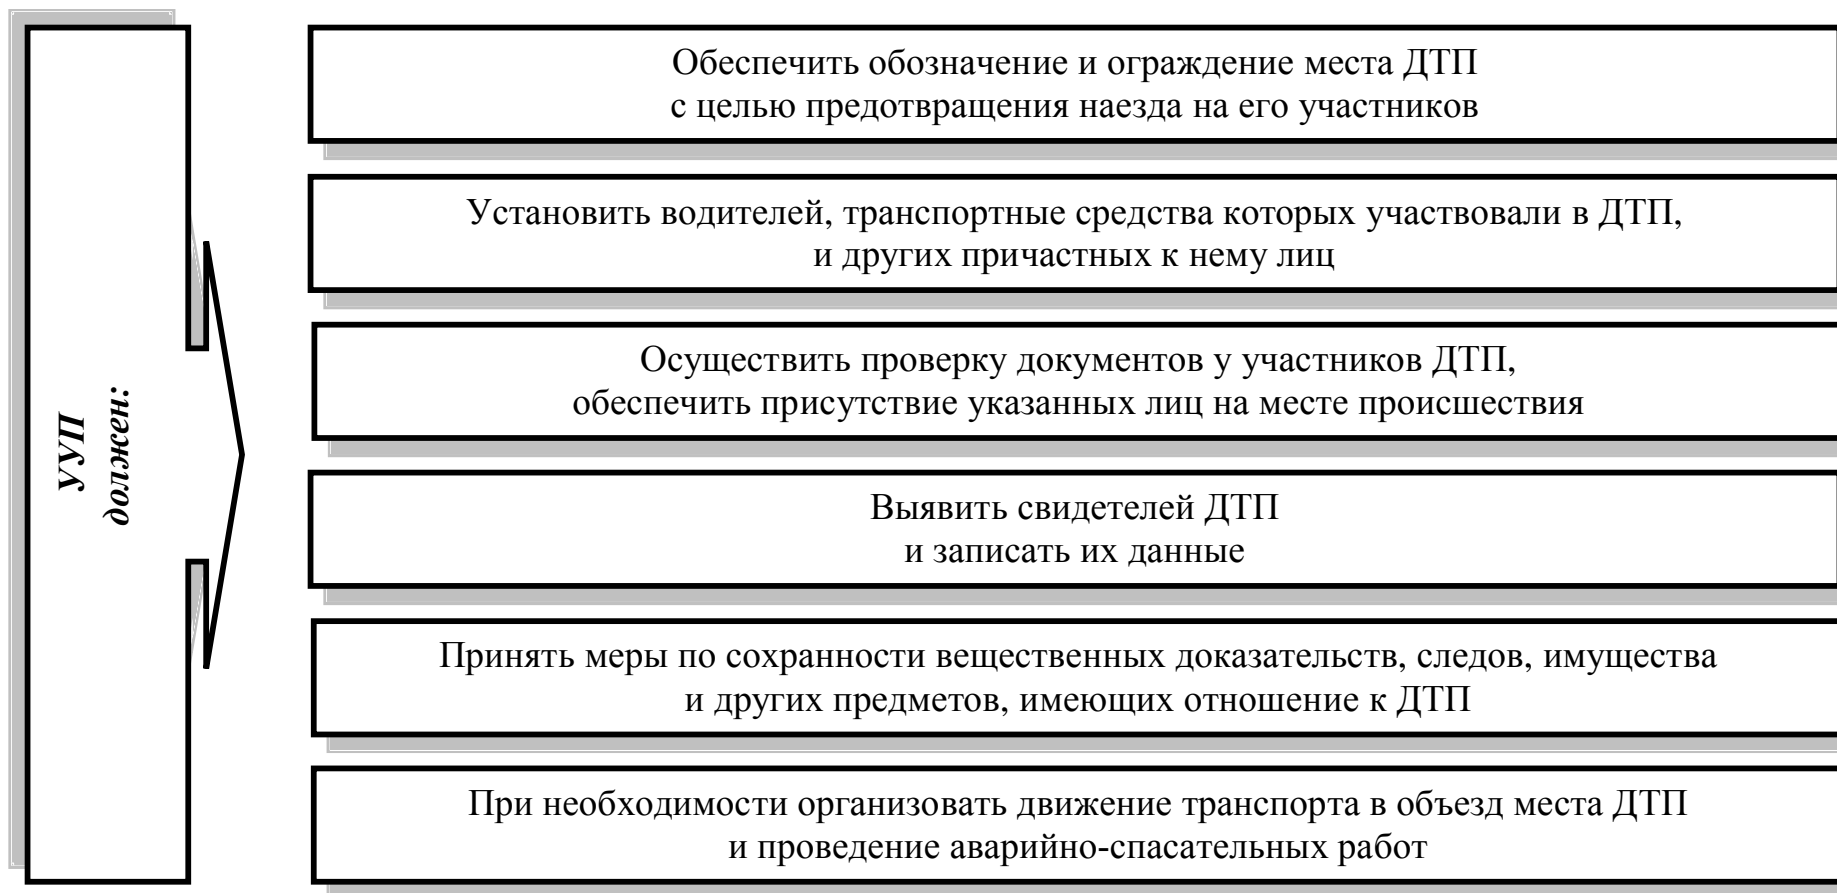 УУП
должен:
Обеспечить обозначение и ограждение места ДТП
с целью предотвращения наезда на его участников
Установить водителей, транспортные средства которых участвовали в ДТП,
и других причастных к нему лиц
Осуществить проверку документов у участников ДТП,
обеспечить присутствие указанных лиц на месте происшествия
Выявить свидетелей ДТП
и записать их данные
Принять меры по сохранности вещественных доказательств, следов, имущества
и других предметов, имеющих отношение к ДТП
При необходимости организовать движение транспорта в объезд места ДТП
и проведение аварийно-спасательных работ